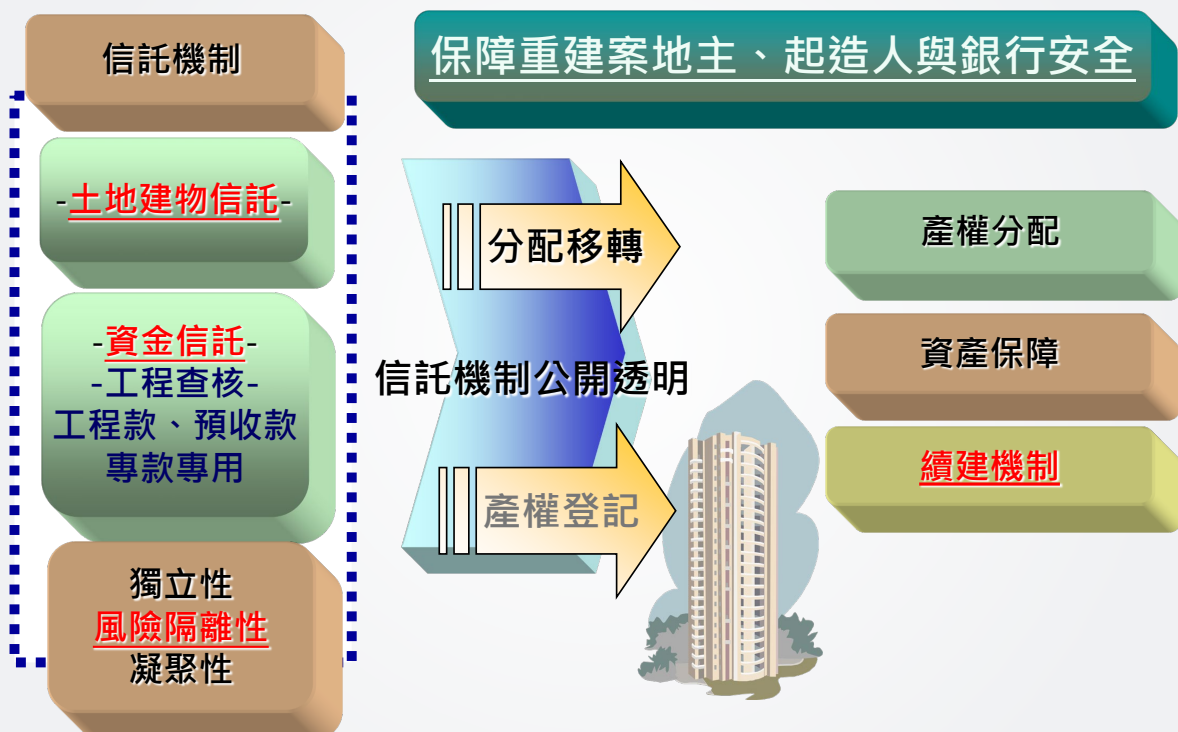 信託機制
保障重建案地主、起造人與銀行安全
-土地建物信託-
-資金信託-
-工程查核-
工程款、預收款
專款專用
獨立性
風險隔離性
凝聚性
分配移轉
信託機制公開透明
產權登記
產權分配
資產保障
續建機制